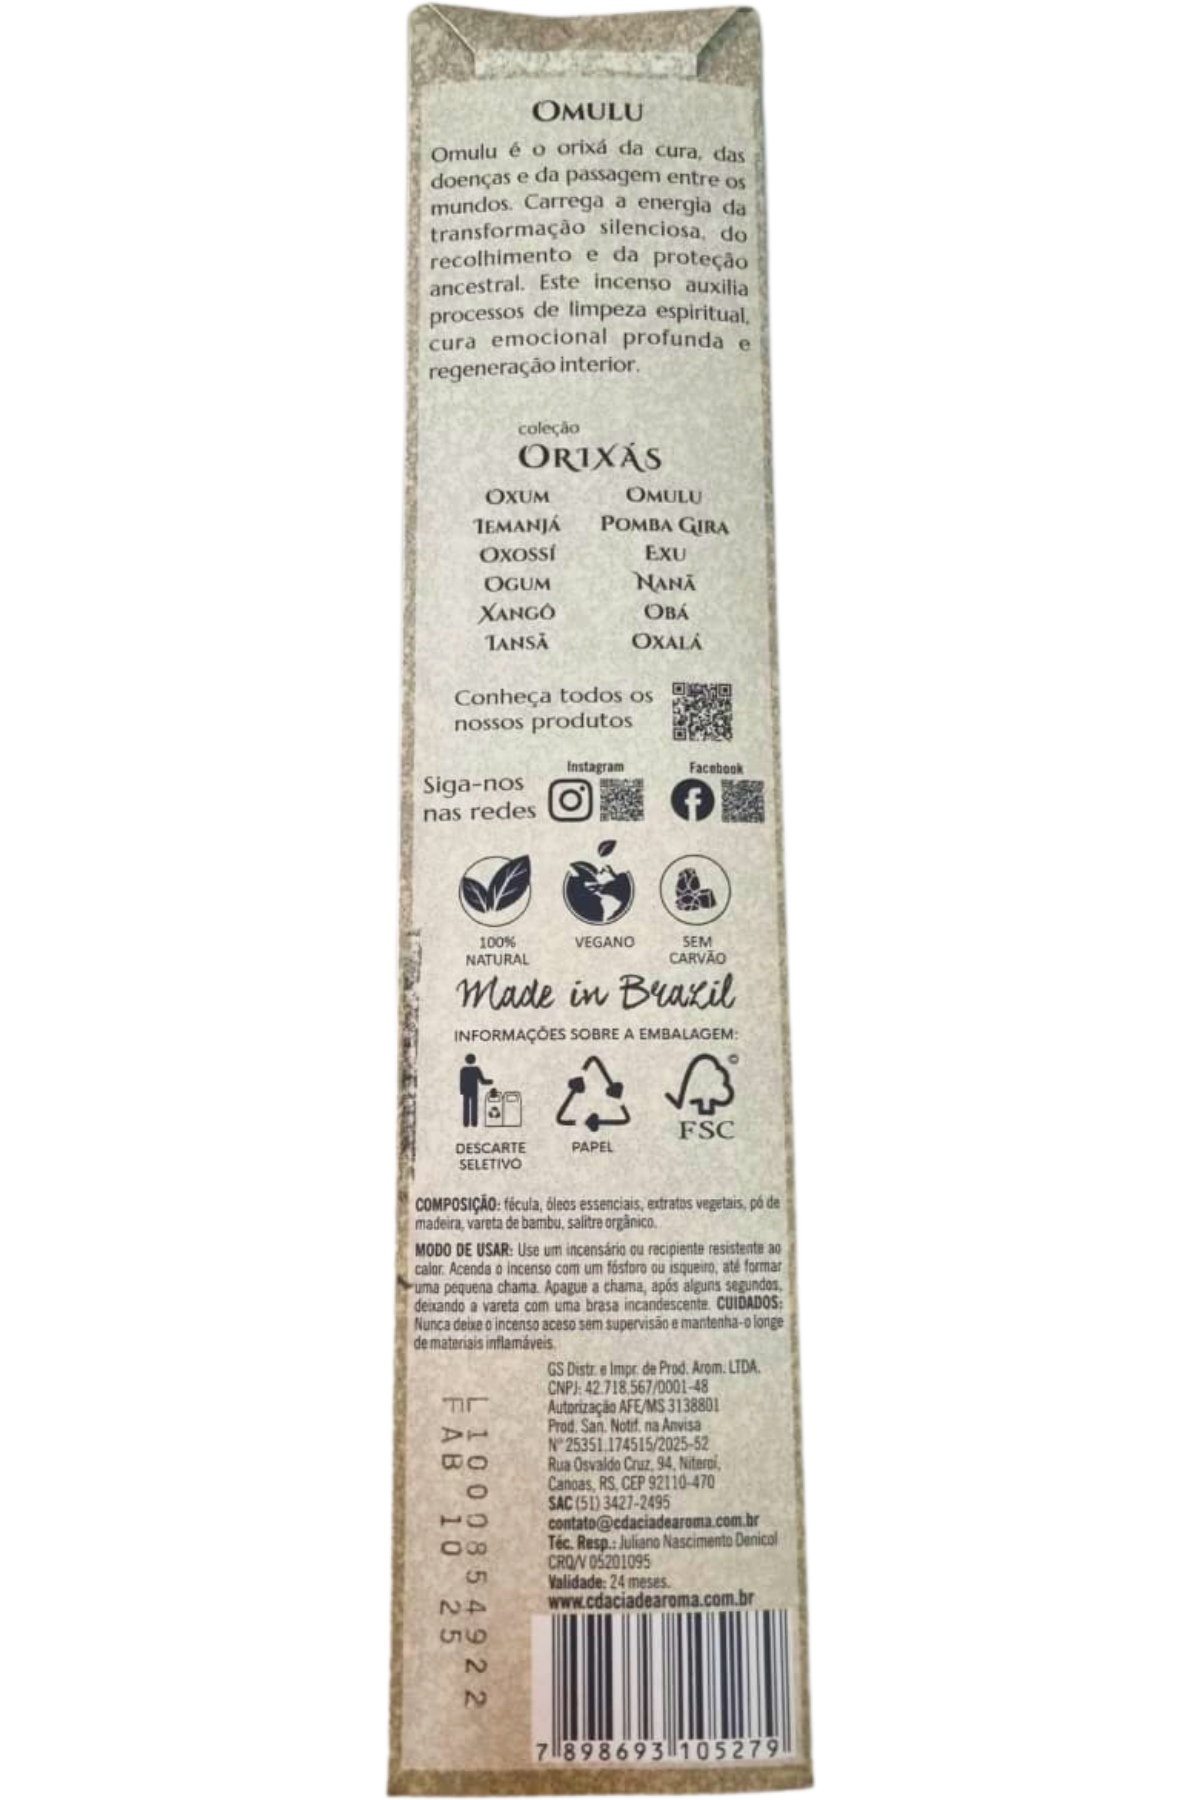 OMULU
Omulu é o orixá da cura, das
doenças e da passagem entre os
mundos. Carrega a energia da
transformação silenciosa, do
recolhimento e da proteção
ancestral. Este incenso auxilia
processos de limpeza espiritual,
cura emocional profunda e
regeneração interior.
coleção
ORIXÁS
OXUM OMULU
IEMANJÁ POMBA GIRA
OXOSSÍ EXU
OGUM NANÃ
XANGÔ OBÁ
IANSÃ OXALÁ
Conheça todos os
nossos produtos
Instagram Facebook
Siga-nos
nas redes
100% VEGANO SEM
NATURAL CARVÃO
Made in Brazil
INFORMAÇÕES SOBRE A EMBALAGEM:
©
FSC
DESCARTE PAPEL
SELETIVO
COMPOSIÇÃO: fécula, óleos essenciais, extratos vegetais, pó de
madeira, vareta de bambu, salitre orgânico.
MODO DE USAR: Use um incensário ou recipiente resistente ao
calor. Acenda o incenso com um fósforo ou isqueiro, até formar
uma pequena chama. Apague a chama, após alguns segundos,
deixando a vareta com uma brasa incandescente. CUIDADOS:
Nunca deixe o incenso aceso sem supervisão e mantenha-o longe
de materiais inflamáveis.
GS Distr. e Impr. de Prod. Arom. LTDA.
CNPJ: 42.718.567/0001-48
Autorização AFE/MS 3138801
Prod. San. Notif. na Anvisa
Nº 25351.174515/2025-52
Rua Osvaldo Cruz, 94, Niteroí,
Canoas, RS, CEP 92110-470
SAC (51) 3427-2495
contato@cdaciadearoma.com.br
Téc. Resp.: Juliano Nascimento Denicol
CRQ/V 05201095
Validade: 24 meses.
www.cdaciadearoma.com.br
L100854922
FAB 10 25
7 898693 105279